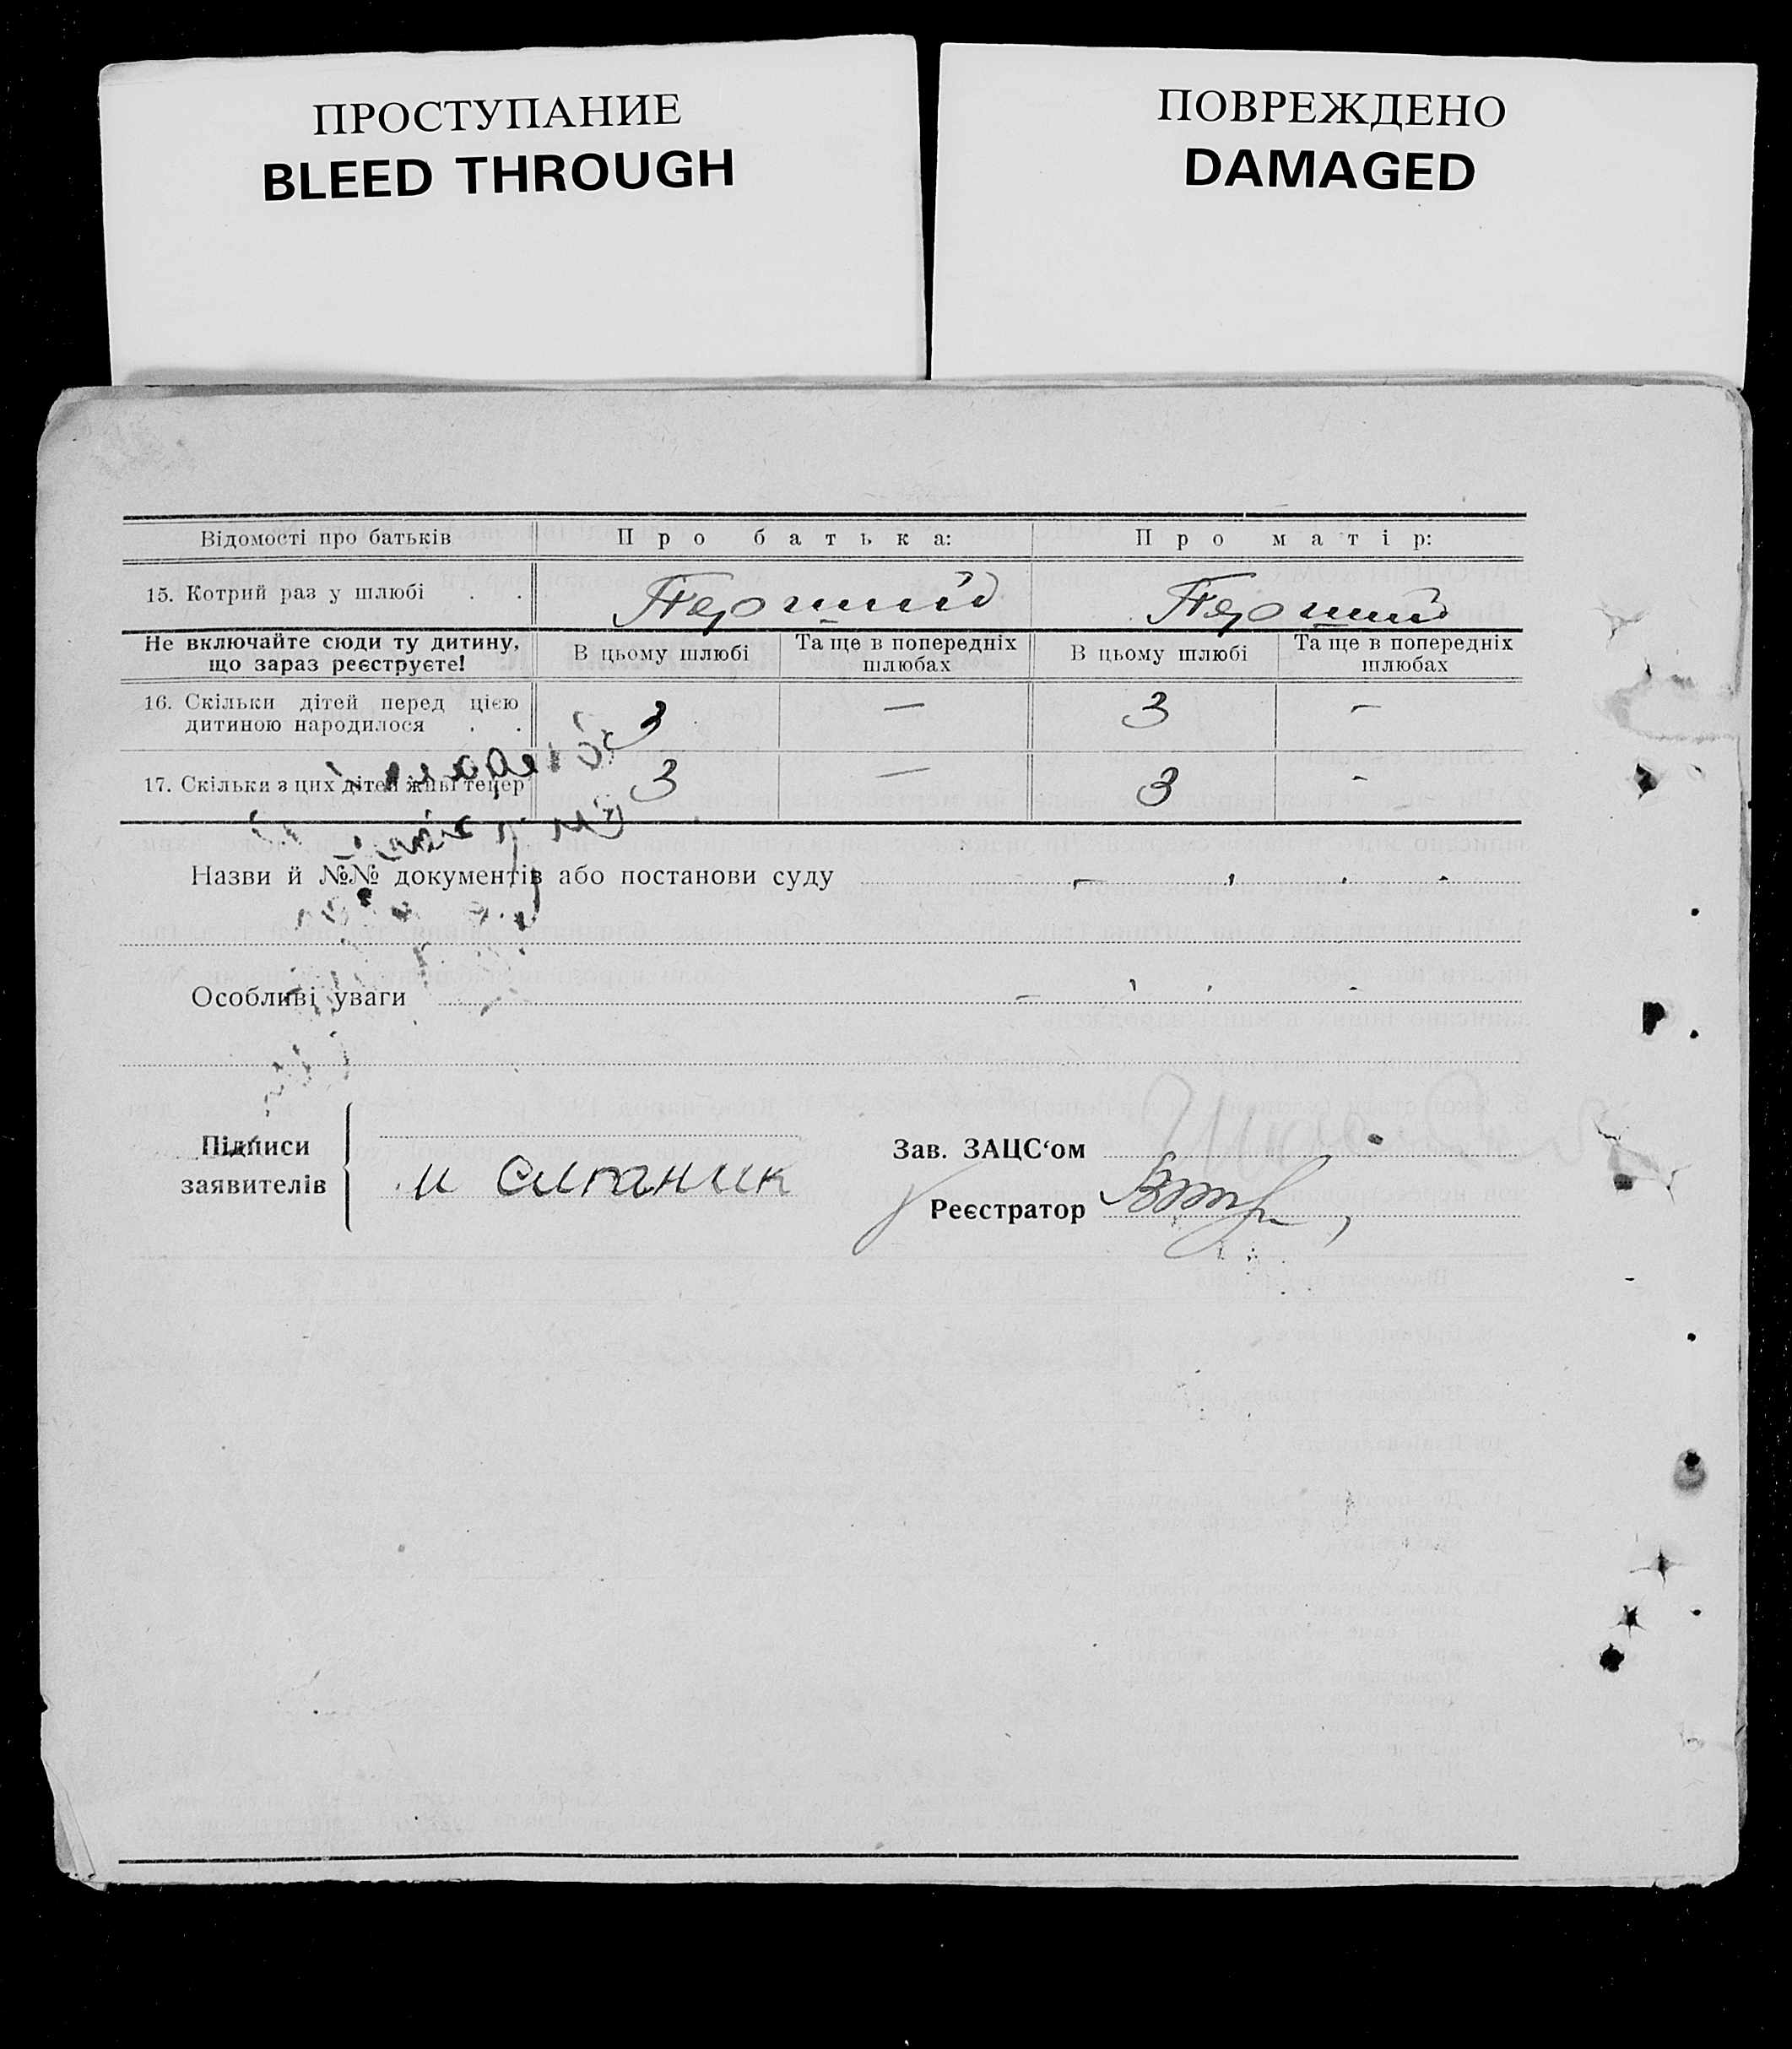 ПРОСТУПАНИЕ
BLEED THROUGH
ПОВРЕЖДЕНО
DAMAGED
Відомості про батьків Про батька: Про матір:
15. Котрий раз у шлюбі . . Перший Перший
Не включайте сюди ту дитину, що зараз реєструєте! В цьому шлюбі Та ще в попередніх шлюбах В цьому шлюбі Та ще в попередніх шлюбах
16. Скільки дітей перед цією дитиною народилося . . 3 — 3 —
17. Скільки з цих дітей живі тепер 3 — 3 -
Назви й №№ документів або постанови суду
Особливі уваги
Підписи заявителів
Зав. ЗАЦС‘ом
Реєстратор